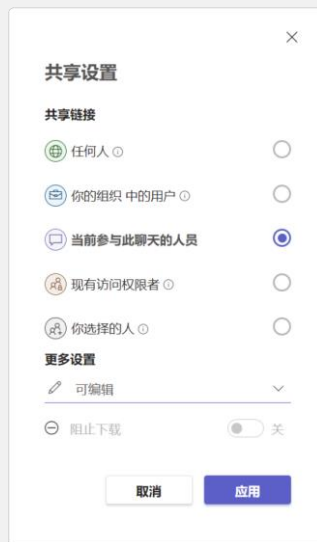 共享设置
共享链接
任何人
你的组织 中的用户
当前参与此聊天的人员
现有访问权限者
你选择的人
更多设置
可编辑
阻止下载 关
取消 应用